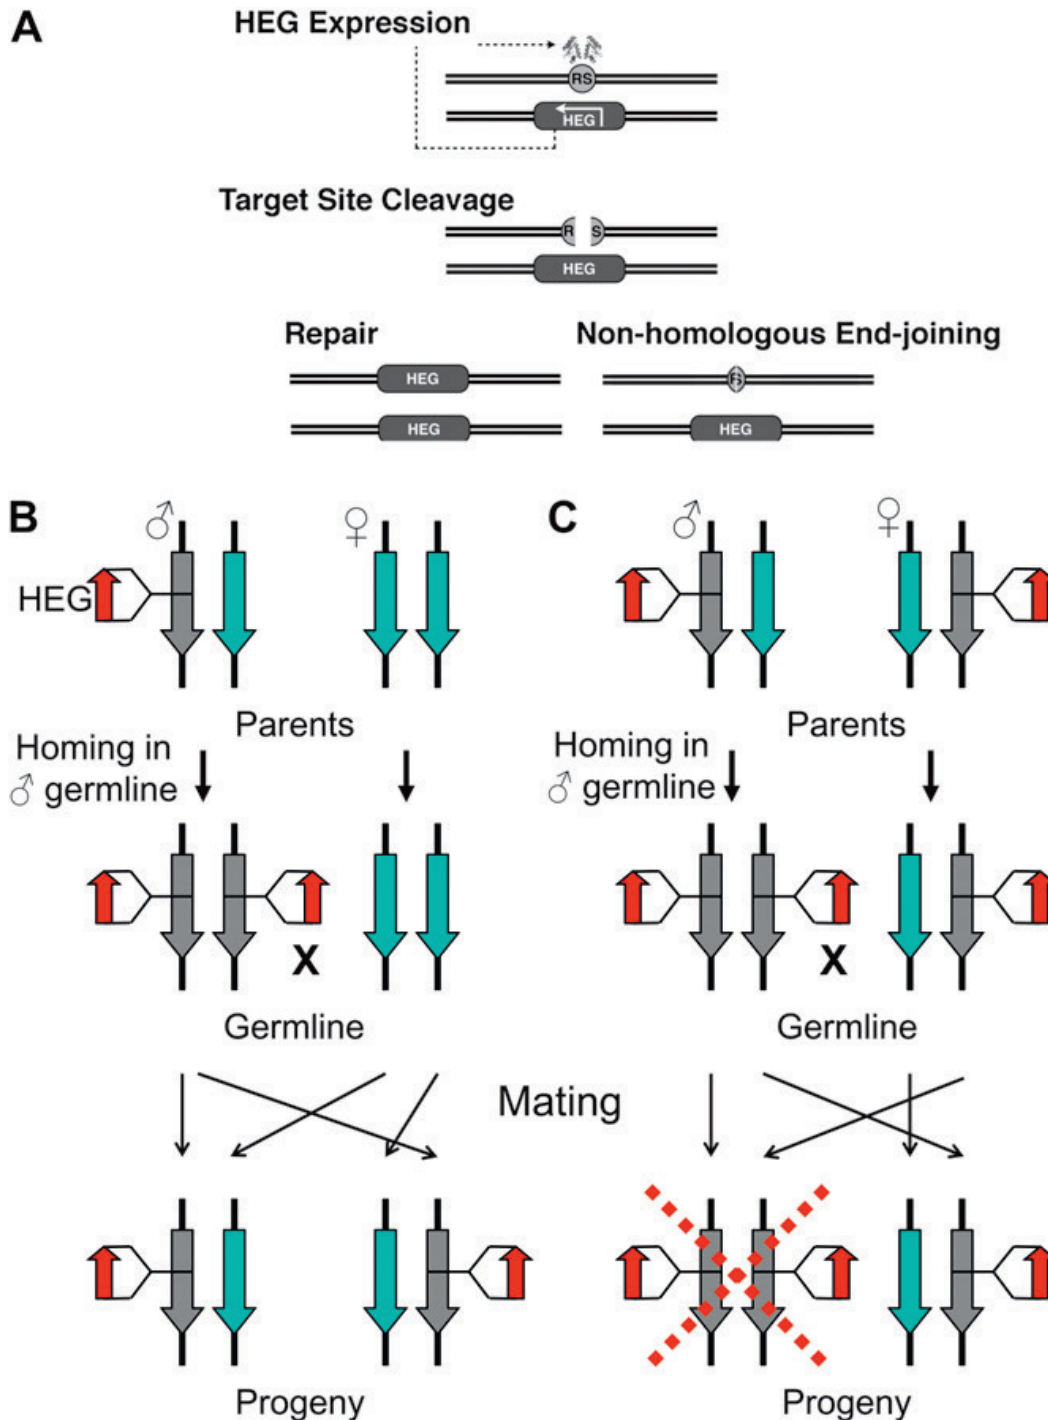 A
HEG Expression
RS
HEG
Target Site Cleavage
R S
HEG
Repair
Non-homologous End-joining
HEG
HEG
HEG
B
♂
♀
C
♂
♀
HEG
Parents
Parents
Homing in
♂ germline
Homing in
♂ germline
X
X
Germline
Germline
Mating
Progeny
Progeny